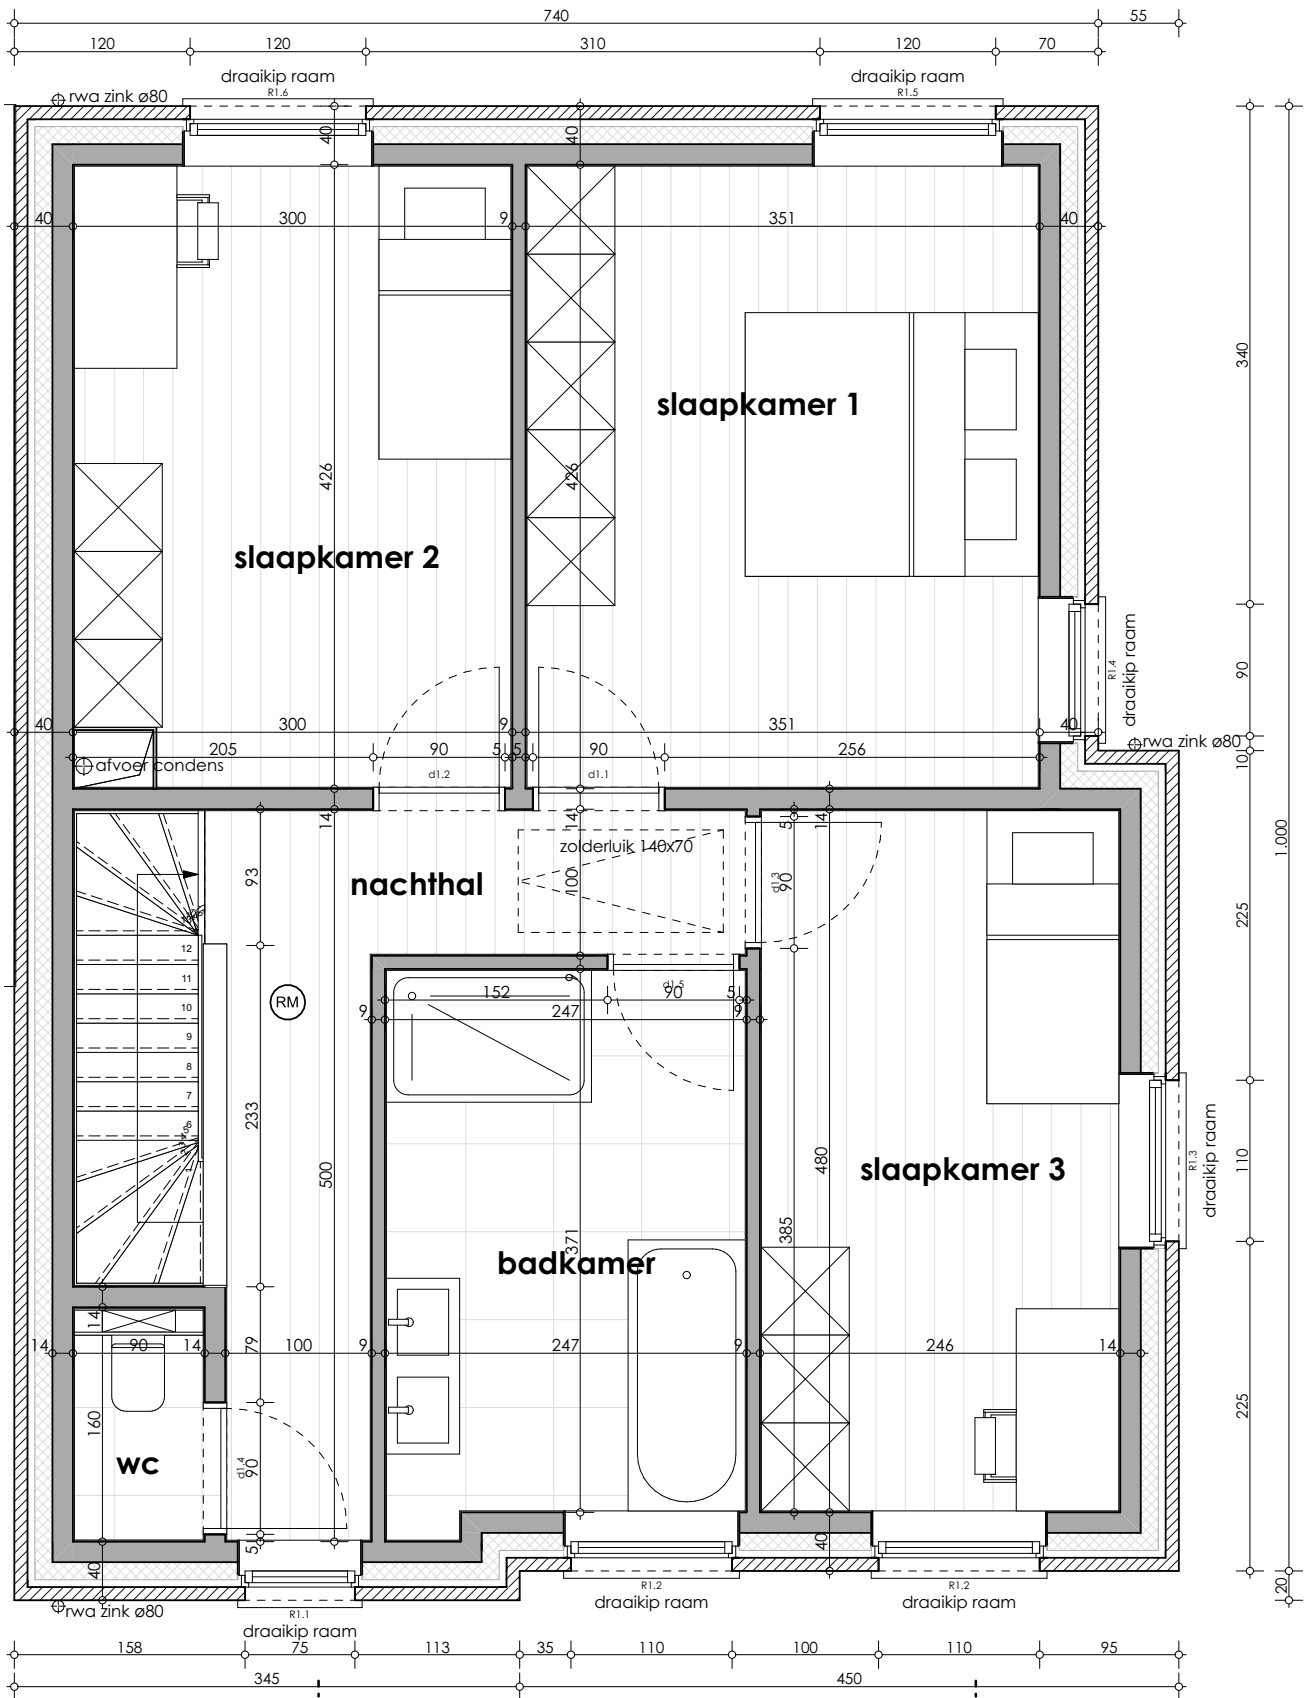 740 55
120 120 310 120 70
draaikip raam draaikip raam
R1.6 R1.5
rwa zink ø80
40 40
40 300 9 351 40
340
slaapkamer 1
426 426
slaapkamer 2
90
R1.4
draaikip raam
40 300 9 351 40
rwa zink ø80
205 90 5 5 90 256
10
afvoer condens
d1.2 d1.1
14 14 5 14
1.000
zolderluik 140x70
93 nachthal 100 d1.3 90
225
12
11
10
9
8
7
6
5
RM
9
152 d1.5 90 5
9 247 9
233
500
480
slaapkamer 3
110
R1.3
draaikip raam
385
371
badkamer
14
14 90 14 79 100 9 247 9 246 14
160
225
wc
d1.4 90
5
40 40
20
rwa zink ø80
R1.1
draaikip raam
R1.2 R1.2
draaikip raam draaikip raam
158 75 113 35 110 100 110 95
345 450